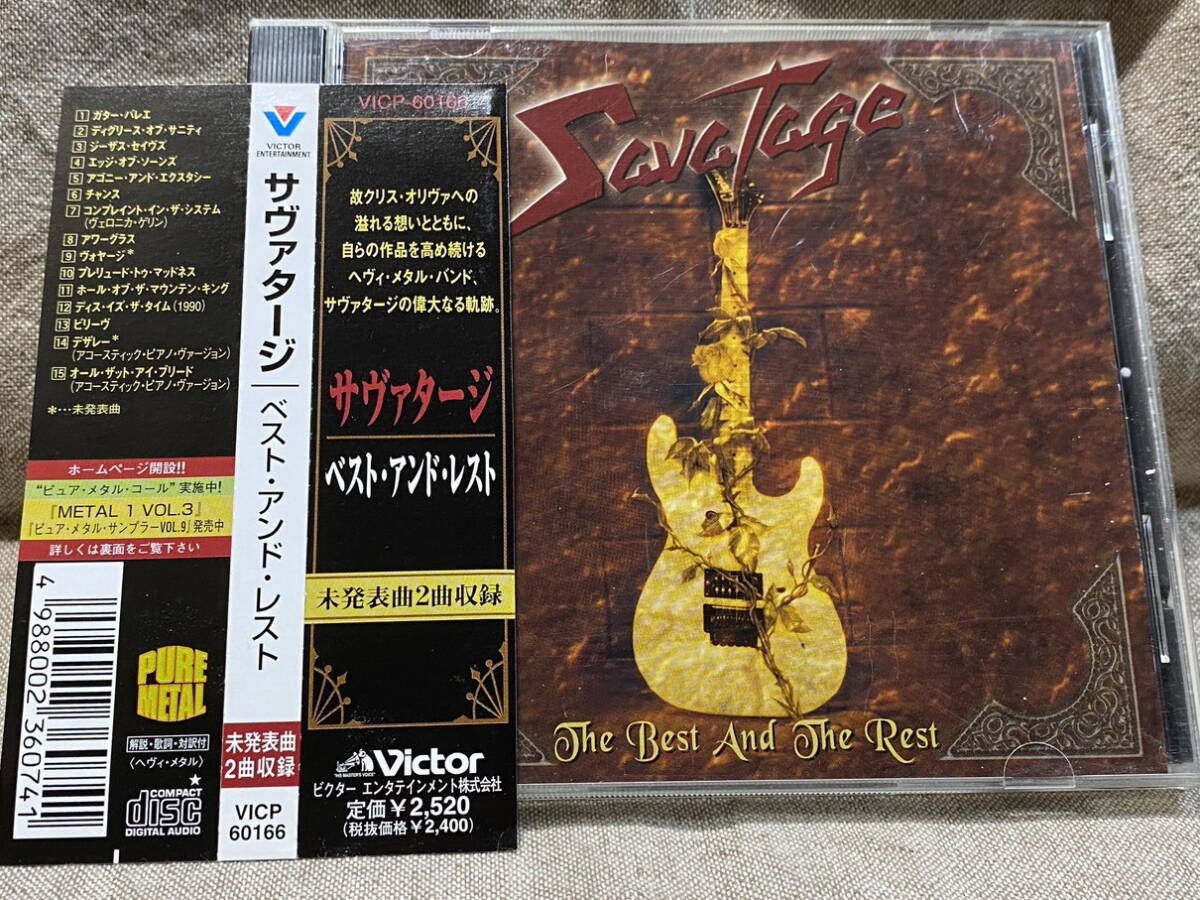 1 ガター・バレエ
2 ディグリース・オブ・サニティ
3 ジーザス・セイヴズ
4 エッジ・オブ・ソーンズ
5 アゴニー・アンド・エクスタシー
6 チャンス
7 コンプレイント・イン・ザ・システム
(ヴェロニカ・ゲリン)
8 アワーグラス
9 ヴォヤージ*
10 プレリュード・トゥ・マッドネス
11 ホール・オブ・ザ・マウンテン・キング
12 ディス・イズ・ザ・タイム(1990)
13 ビリーヴ
14 デザレー*
(アコースティック・ピアノ・ヴァージョン)
15 オール・ザット・アイ・ブリード
(アコースティック・ピアノ・ヴァージョン)
*…未発表曲
ホームページ開設!!
“ピュア・メタル・コール”実施中!
『METAL 1 VOL.3』
『ピュア・メタル・サンプラーVOL.9』発売中
詳しくは裏面をご覧下さい
4 988002 360741
PURE
METAL
解説・歌詞・対訳付
〈ヘヴィ・メタル〉
★
COMPACT
disc
DIGITAL AUDIO
VICTOR
ENTERTAINMENT
サヴァタージ
ベスト・アンド・レスト
未発表曲
2曲収録
VICP
60166
VICP-60166
故クリス・オリヴァへの
溢れる想いとともに、
自らの作品を高め続ける
ヘヴィ・メタル・バンド、
サヴァタージの偉大なる軌跡。
サヴァタージ
ベスト・アンド・レスト
未発表曲2曲収録
"HIS MASTER'S VOICE"
Victor
ビクター エンタテインメント株式会社
定価¥2,520
(税抜価格¥2,400)
Savatage
The Best And The Rest